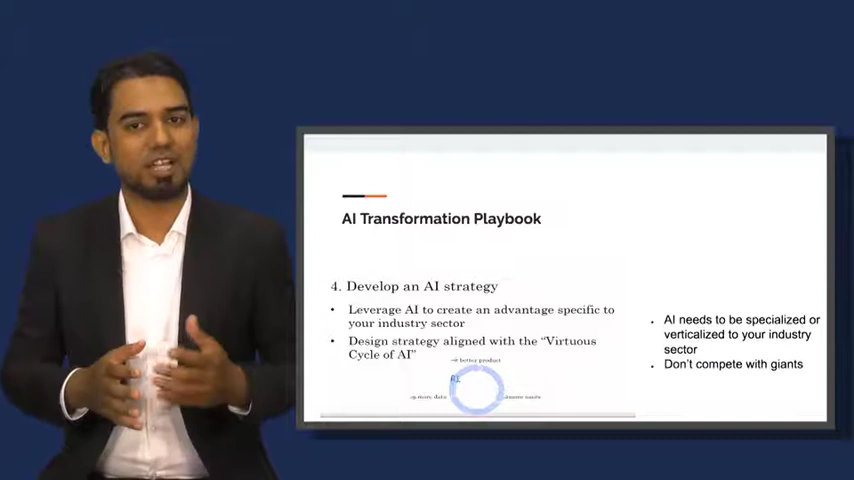 AI Transformation Playbook
4. Develop an AI strategy
• Leverage AI to create an advantage specific to
your industry sector
• Design strategy aligned with the “Virtuous
Cycle of AI”
better product
AI
more data
more users
• AI needs to be specialized or
verticalized to your industry
sector
• Don’t compete with giants